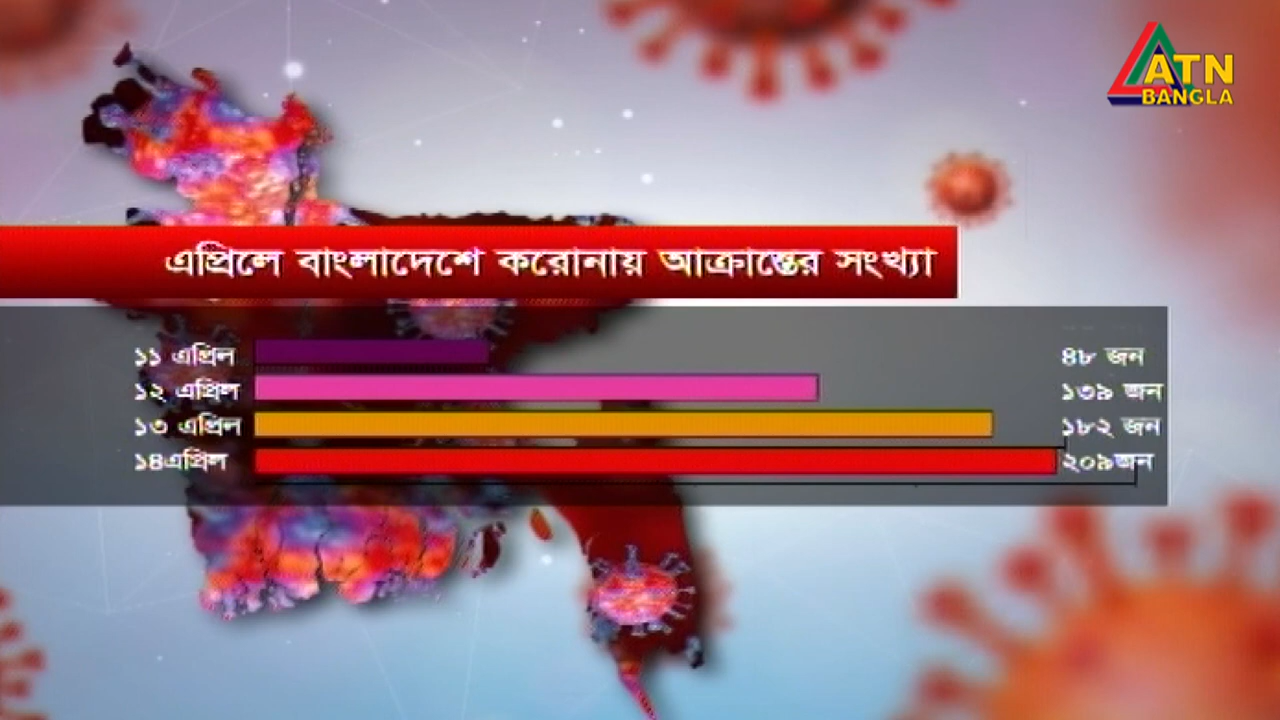 ATN
BANGLA
এপ্রিলে বাংলাদেশে করোনায় আক্রান্তের সংখ্যা
১১ এপ্রিল ৪৮ জন
১২ এপ্রিল ১৩৯ জন
১৩ এপ্রিল ১৮২ জন
১৪এপ্রিল ২০৯জন